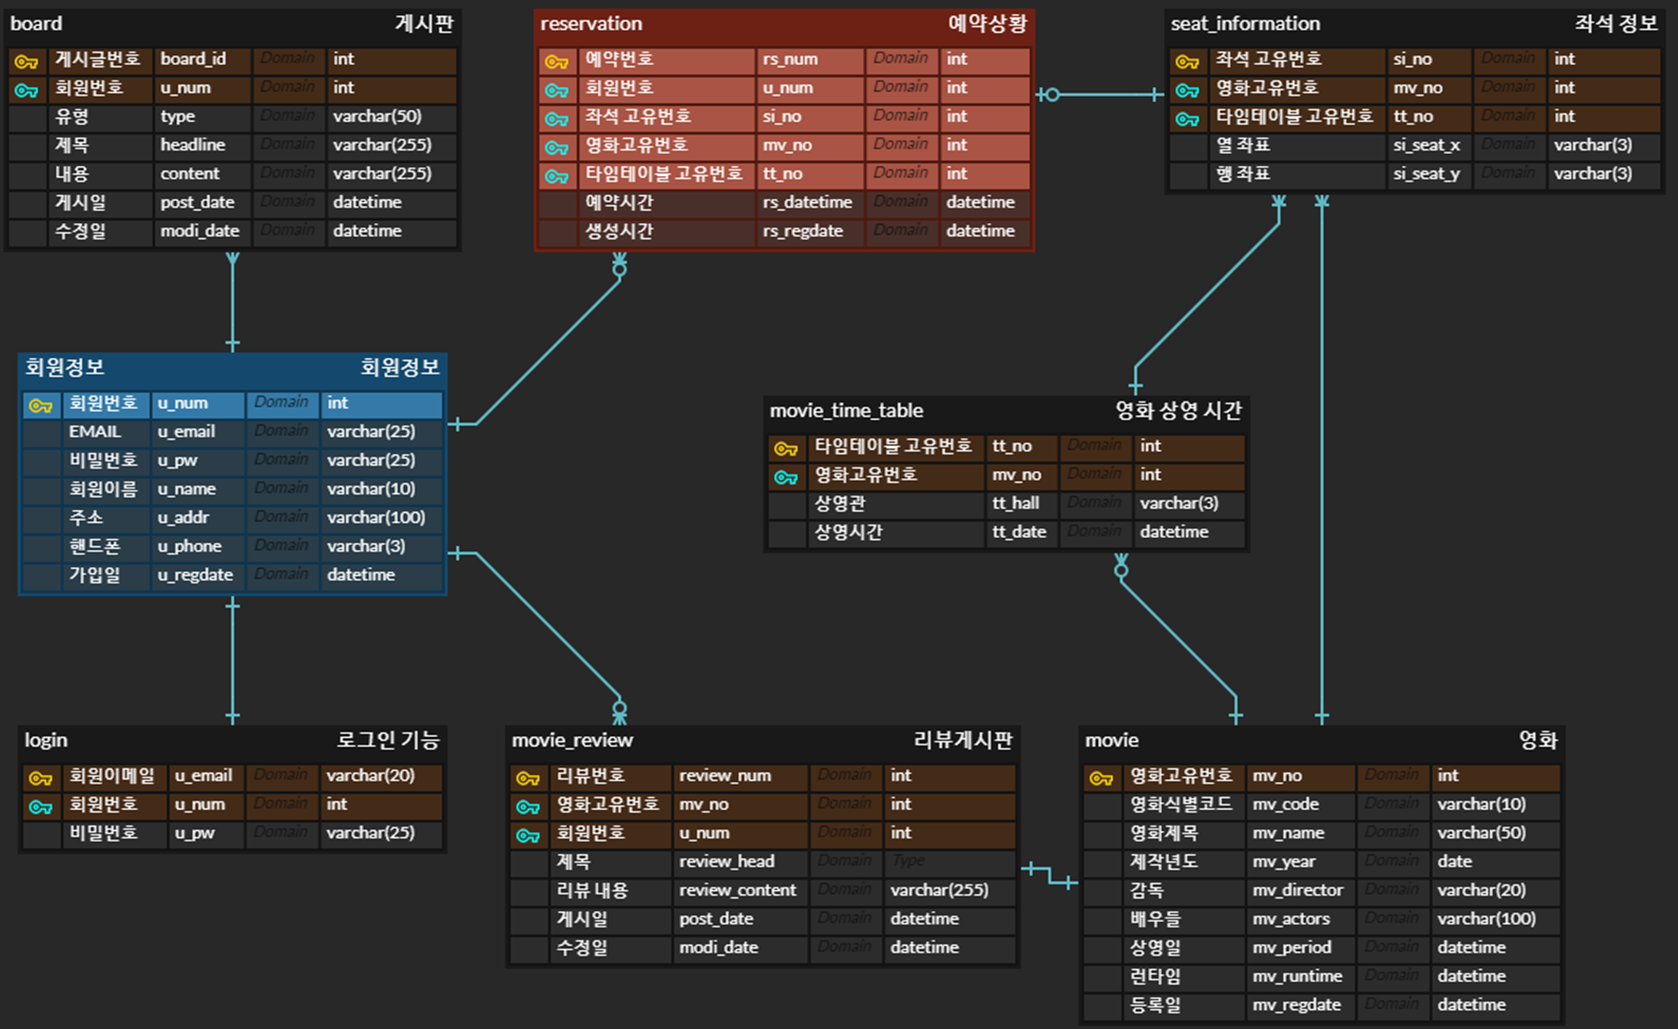 board 게시판
게시글번호 board_id Domain int
회원번호 u_num Domain int
유형 type Domain varchar(50)
제목 headline Domain varchar(255)
내용 content Domain varchar(255)
게시일 post_date Domain datetime
수정일 modi_date Domain datetime
reservation 예약상황
예약번호 rs_num Domain int
회원번호 u_num Domain int
좌석 고유번호 si_no Domain int
영화고유번호 mv_no Domain int
타임테이블 고유번호 tt_no Domain int
예약시간 rs_datetime Domain datetime
생성시간 rs_regdate Domain datetime
seat_information 좌석 정보
좌석 고유번호 si_no Domain int
영화고유번호 mv_no Domain int
타임테이블 고유번호 tt_no Domain int
열 좌표 si_seat_x Domain varchar(3)
행 좌표 si_seat_y Domain varchar(3)
회원정보 회원정보
회원번호 u_num Domain int
EMAIL u_email Domain varchar(25)
비밀번호 u_pw Domain varchar(25)
회원이름 u_name Domain varchar(10)
주소 u_addr Domain varchar(100)
핸드폰 u_phone Domain varchar(3)
가입일 u_regdate Domain datetime
movie_time_table 영화 상영 시간
타임테이블 고유번호 tt_no Domain int
영화고유번호 mv_no Domain int
상영관 tt_hall Domain varchar(3)
상영시간 tt_date Domain datetime
login 로그인 기능
회원이메일 u_email Domain varchar(20)
회원번호 u_num Domain int
비밀번호 u_pw Domain varchar(25)
movie_review 리뷰게시판
리뷰번호 review_num Domain int
영화고유번호 mv_no Domain int
회원번호 u_num Domain int
제목 review_head Domain Type
리뷰 내용 review_content Domain varchar(255)
게시일 post_date Domain datetime
수정일 modi_date Domain datetime
movie 영화
영화고유번호 mv_no Domain int
영화식별코드 mv_code Domain varchar(10)
영화제목 mv_name Domain varchar(50)
제작년도 mv_year Domain date
감독 mv_director Domain varchar(20)
배우들 mv_actors Domain varchar(100)
상영일 mv_period Domain datetime
런타임 mv_runtime Domain datetime
등록일 mv_regdate Domain datetime